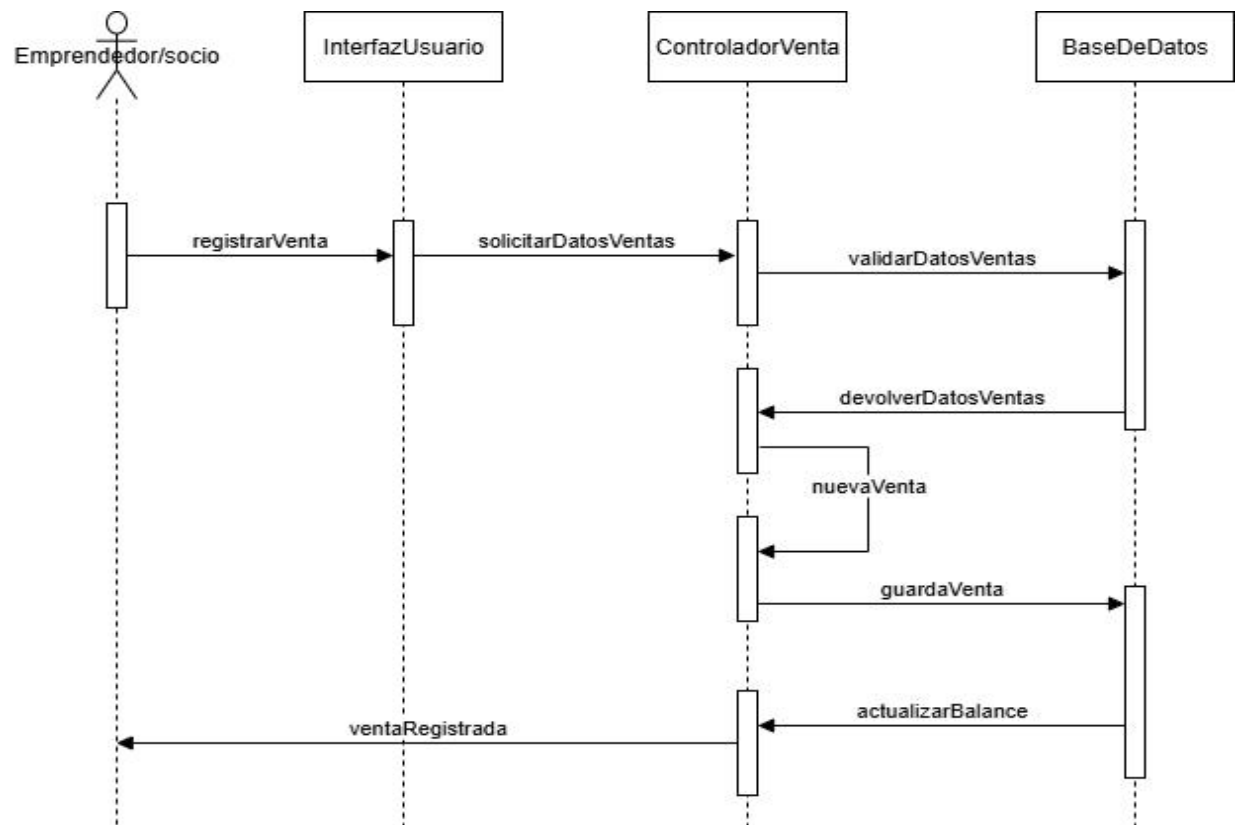 Emprendedor/socio
InterfazUsuario
ControladorVenta
BaseDeDatos
registrarVenta
solicitarDatosVentas
validarDatosVentas
devolverDatosVentas
nuevaVenta
guardaVenta
actualizarBalance
ventaRegistrada